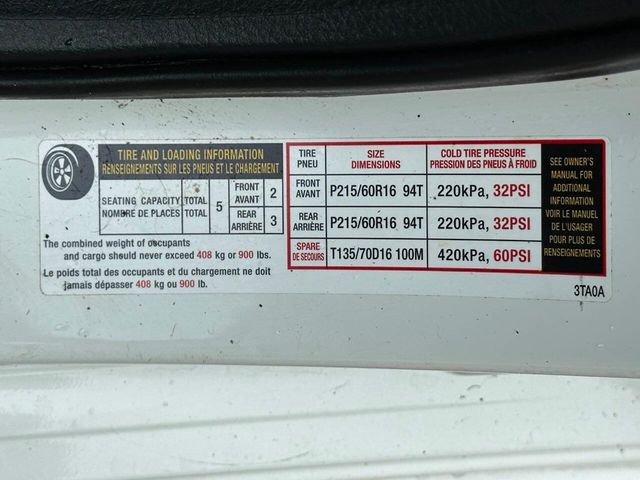 TIRE AND LOADING INFORMATION
RENSEIGNEMENTS SUR LES PNEUS ET LE CHARGEMENT
SEATING CAPACITY TOTAL 5 FRONT AVANT 2
NOMBRE DE PLACES TOTAL REAR ARRIÈRE 3
The combined weight of occupants
and cargo should never exceed 408 kg or 900 lbs.
Le poids total des occupants et du chargement ne doit
jamais dépasser 408 kg ou 900 lb.
TIRE PNEU SIZE DIMENSIONS COLD TIRE PRESSURE PRESSION DES PNEUS À FROID
FRONT AVANT P215/60R16 94T 220kPa, 32PSI
REAR ARRIÈRE P215/60R16 94T 220kPa, 32PSI
SPARE DE SECOURS T135/70D16 100M 420kPa, 60PSI
SEE OWNER'S
MANUAL FOR
ADDITIONAL
INFORMATION
VOIR LE MANUEL
DE L'USAGER
POUR PLUS DE
RENSEIGNEMENTS
3TA0A